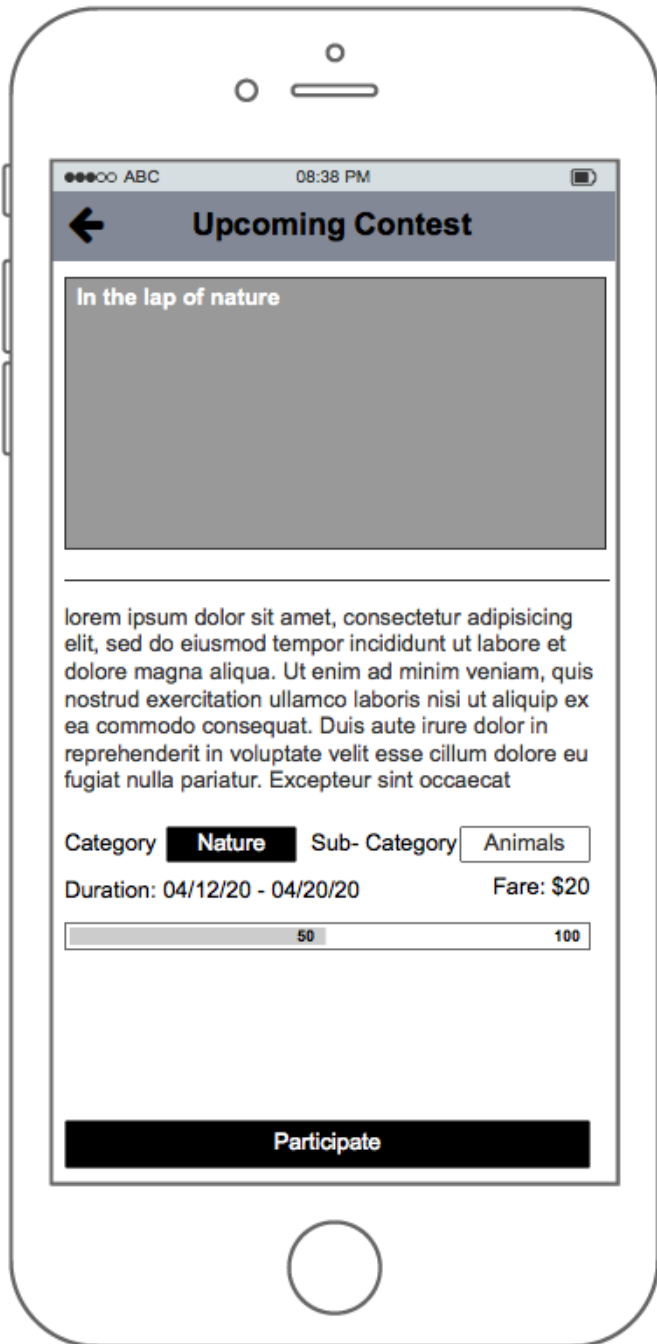 ABC 08:38 PM
Upcoming Contest
In the lap of nature
lorem ipsum dolor sit amet, consectetur adipisicing
elit, sed do eiusmod tempor incididunt ut labore et
dolore magna aliqua. Ut enim ad minim veniam, quis
nostrud exercitation ullamco laboris nisi ut aliquip ex
ea commodo consequat. Duis aute irure dolor in
reprehenderit in voluptate velit esse cillum dolore eu
fugiat nulla pariatur. Excepteur sint occaecat
Category Nature Sub- Category Animals
Duration: 04/12/20 - 04/20/20 Fare: $20
50 100
Participate